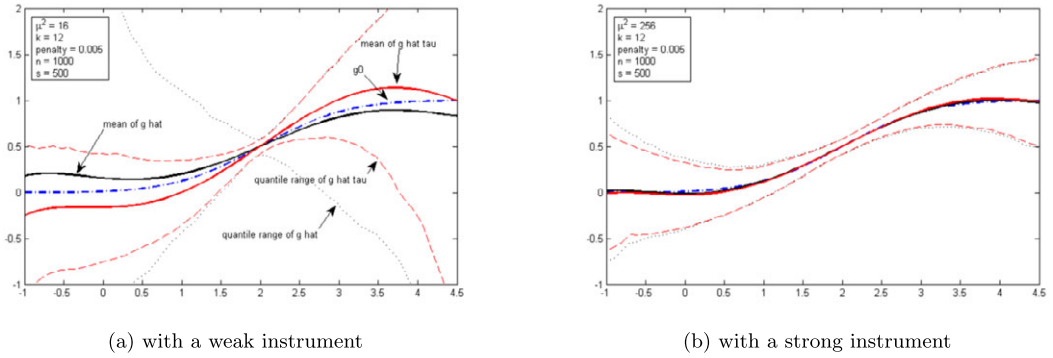 μ² = 16
k = 12
penalty = 0.005
n = 1000
s = 500
mean of g hat tau
g0
mean of g hat
quantile range of g hat tau
quantile range of g hat
2
1.5
1
0.5
0
-0.5
-1
-1 -0.5 0 0.5 1 1.5 2 2.5 3 3.5 4 4.5
(a) with a weak instrument
μ² = 256
k = 12
penalty = 0.005
n = 1000
s = 500
2
1.5
1
0.5
0
-0.5
-1
-1 -0.5 0 0.5 1 1.5 2 2.5 3 3.5 4 4.5
(b) with a strong instrument